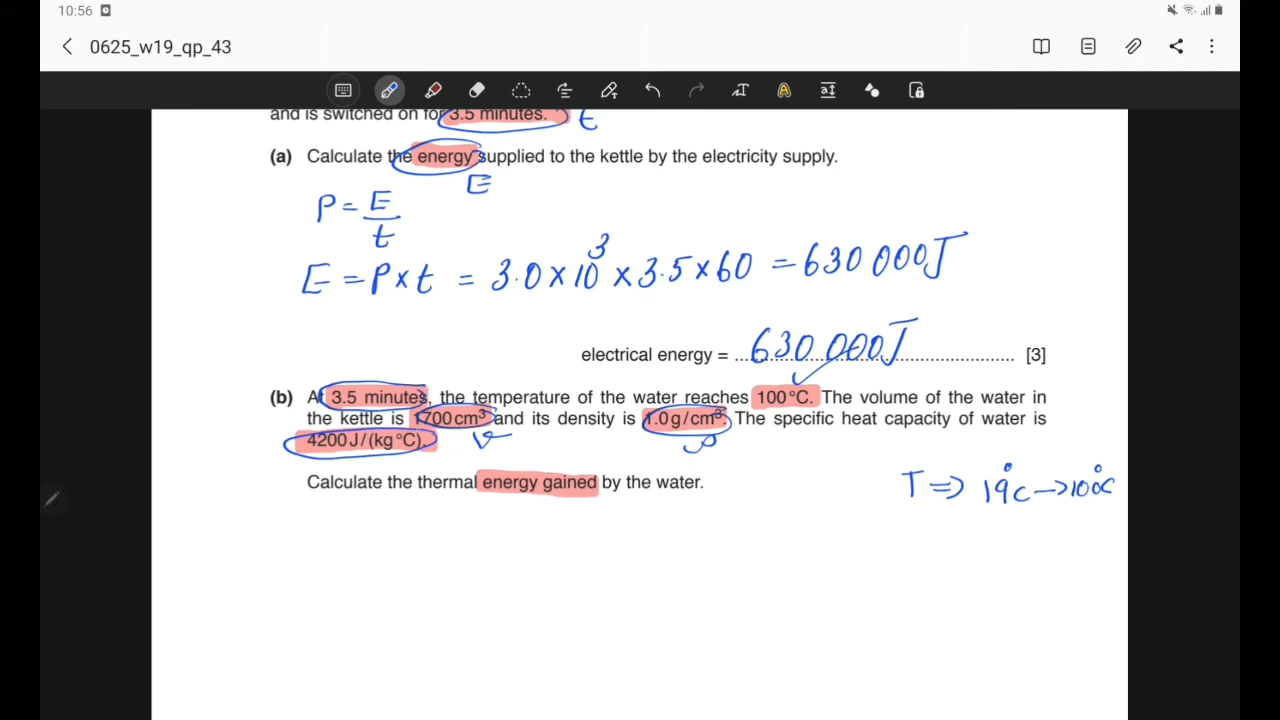 10:56
0625_w19_qp_43
and is switched on for 3.5 minutes. t
(a) Calculate the energy supplied to the kettle by the electricity supply.
E
P = E/t
E = P x t = 3.0 x 10³ x 3.5 x 60 = 630 000J
electrical energy = 630 000J [3]
(b) At 3.5 minutes, the temperature of the water reaches 100 °C. The volume of the water in
the kettle is 1700 cm³ and its density is 1.0 g/cm³. The specific heat capacity of water is
4200 J/(kg °C). V ρ
Calculate the thermal energy gained by the water.
T => 19°C -> 100°C